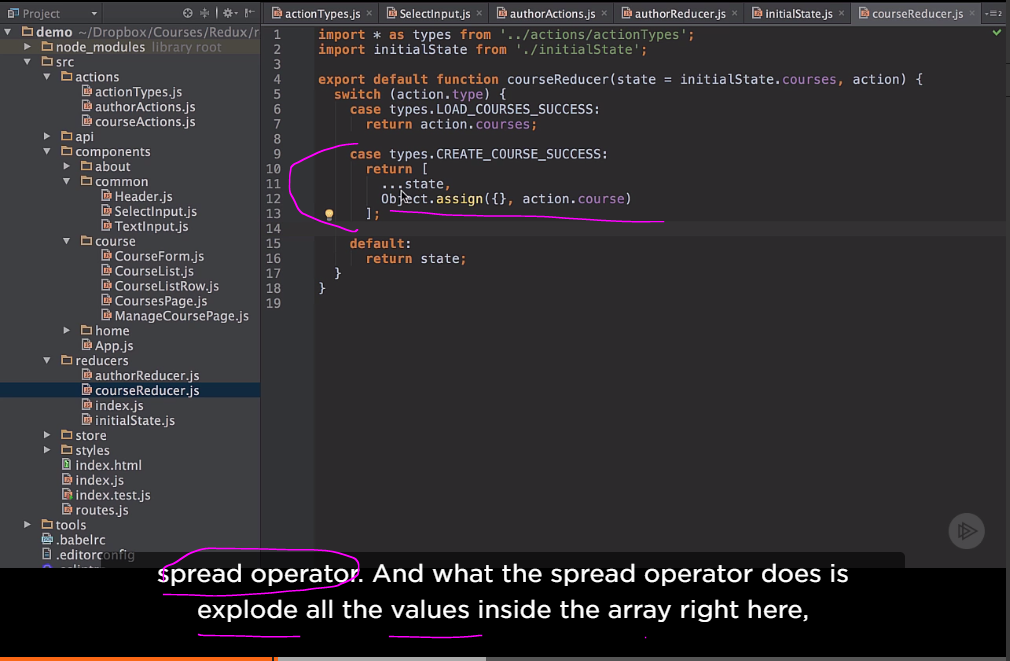 Project
actionTypes.js
SelectInput.js
authorActions.js
authorReducer.js
initialState.js
courseReducer.js
demo ~/Dropbox/Courses/Redux/r
node_modules library root
src
actions
actionTypes.js
authorActions.js
courseActions.js
api
components
about
common
Header.js
SelectInput.js
TextInput.js
course
CourseForm.js
CourseList.js
CourseListRow.js
CoursesPage.js
ManageCoursePage.js
home
App.js
reducers
authorReducer.js
courseReducer.js
index.js
initialState.js
store
styles
index.html
index.js
index.test.js
routes.js
tools
.babelrc
.editorconfig
1 import * as types from '../actions/actionTypes';
2 import initialState from './initialState';
3
4 export default function courseReducer(state = initialState.courses, action) {
5 switch (action.type) {
6 case types.LOAD_COURSES_SUCCESS:
7 return action.courses;
8
9 case types.CREATE_COURSE_SUCCESS:
10 return [
11 ...state,
12 Object.assign({}, action.course)
13 ];
14
15 default:
16 return state;
17 }
18 }
19
spread operator. And what the spread operator does is
explode all the values inside the array right here,